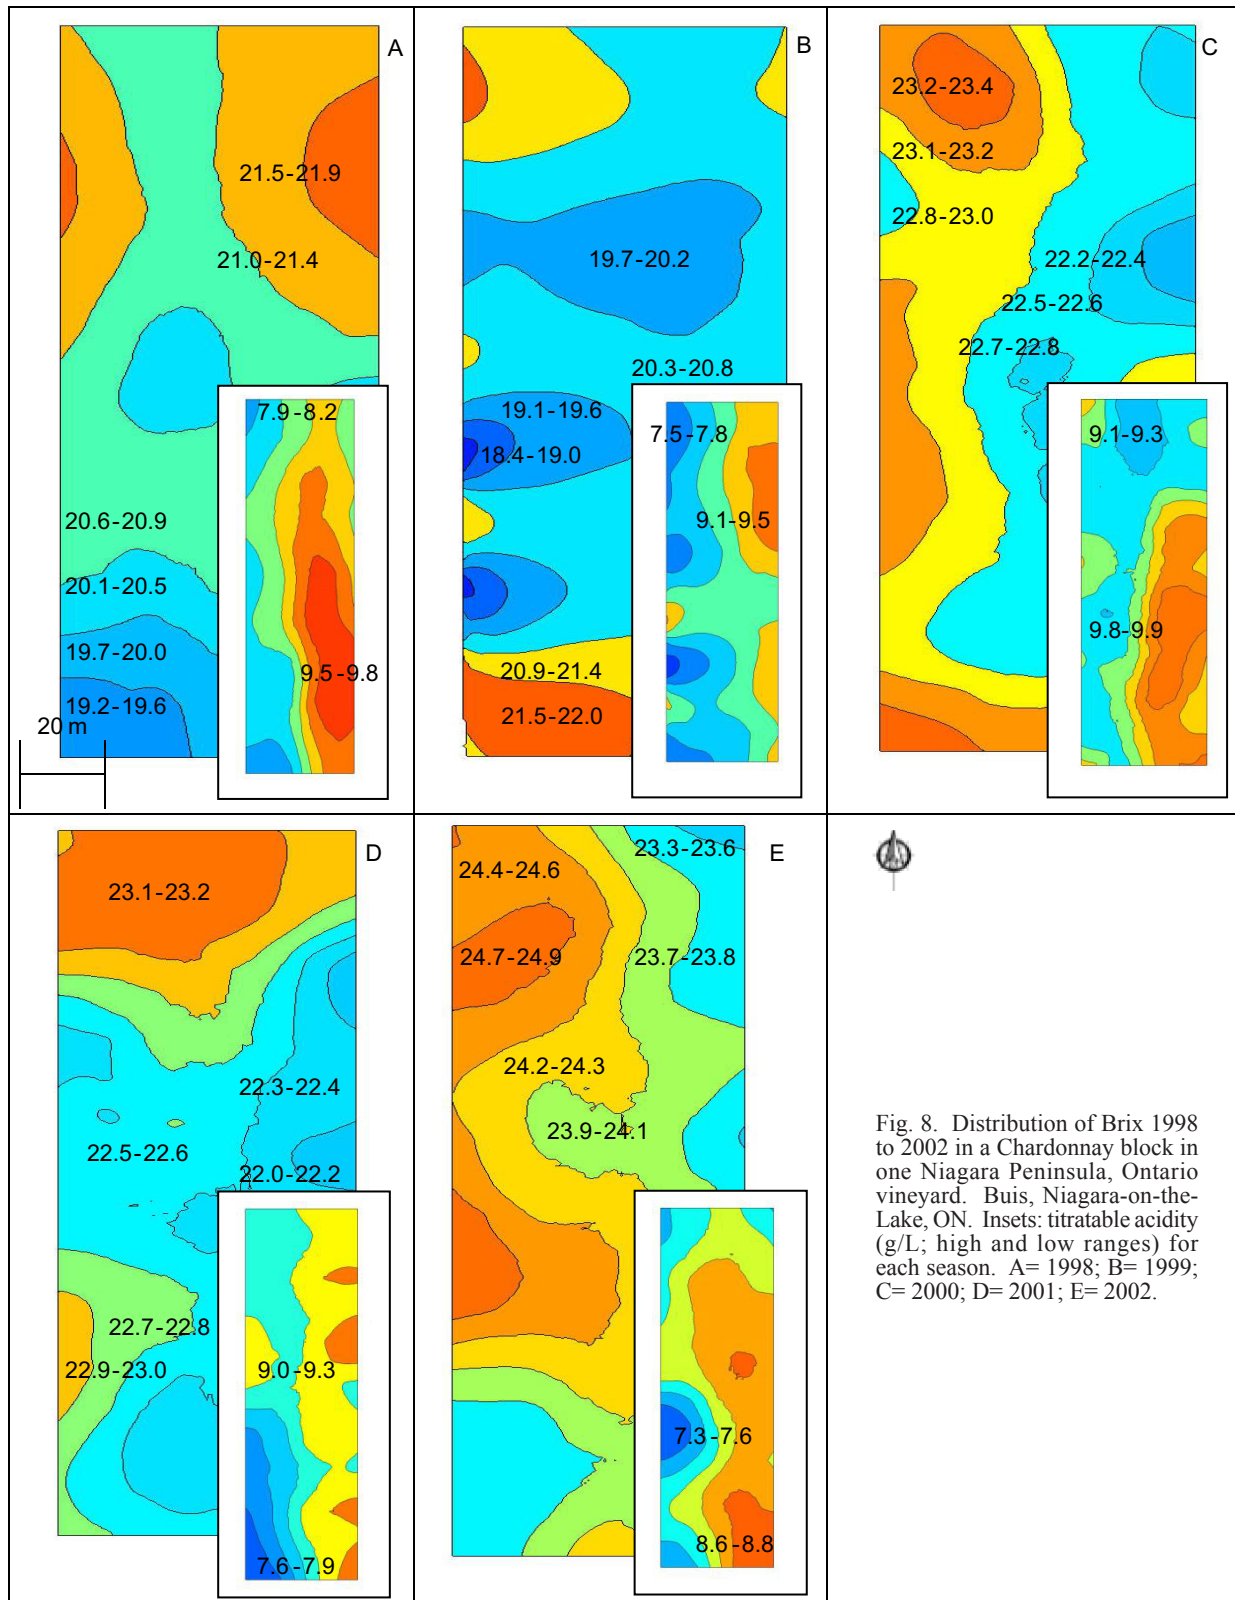 A
21.5-21.9
21.0-21.4
7.9-8.2
20.6-20.9
20.1-20.5
19.7-20.0
9.5-9.8
19.2-19.6
20 m
B
19.7-20.2
20.3-20.8
19.1-19.6
7.5-7.8
18.4-19.0
9.1-9.5
20.9-21.4
21.5-22.0
C
23.2-23.4
23.1-23.2
22.8-23.0
22.2-22.4
22.5-22.6
22.7-22.8
9.1-9.3
9.8-9.9
D
23.1-23.2
22.3-22.4
22.5-22.6
22.0-22.2
22.7-22.8
22.9-23.0
9.0-9.3
7.6-7.9
E
23.3-23.6
24.4-24.6
24.7-24.9
23.7-23.8
24.2-24.3
23.9-24.1
7.3-7.6
8.6-8.8
Fig. 8. Distribution of Brix 1998
to 2002 in a Chardonnay block in
one Niagara Peninsula, Ontario
vineyard. Buis, Niagara-on-the-
Lake, ON. Insets: titratable acidity
(g/L; high and low ranges) for
each season. A= 1998; B= 1999;
C= 2000; D= 2001; E= 2002.